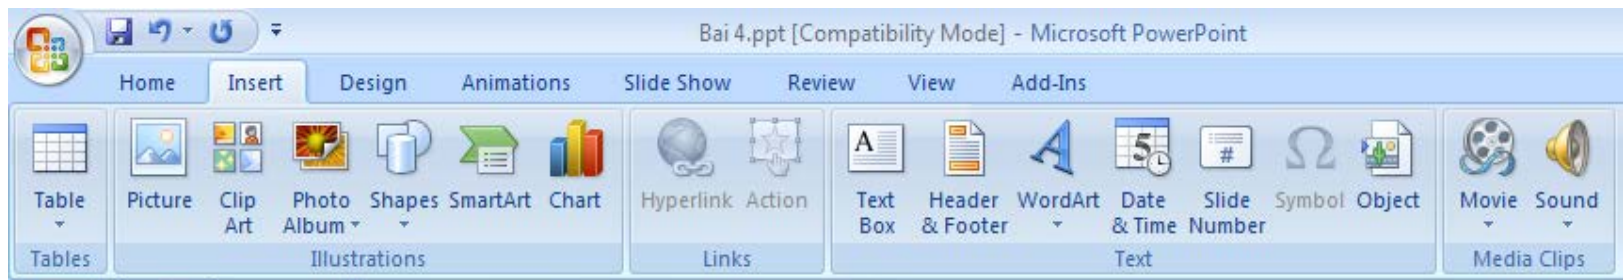 Bai 4.ppt [Compatibility Mode] - Microsoft PowerPoint
Home Insert Design Animations Slide Show Review View Add-Ins
Table Picture Clip Art Photo Album Shapes SmartArt Chart Hyperlink Action Text Box Header & Footer WordArt Date & Time Slide Number Symbol Object Movie Sound
Tables Illustrations Links Text Media Clips